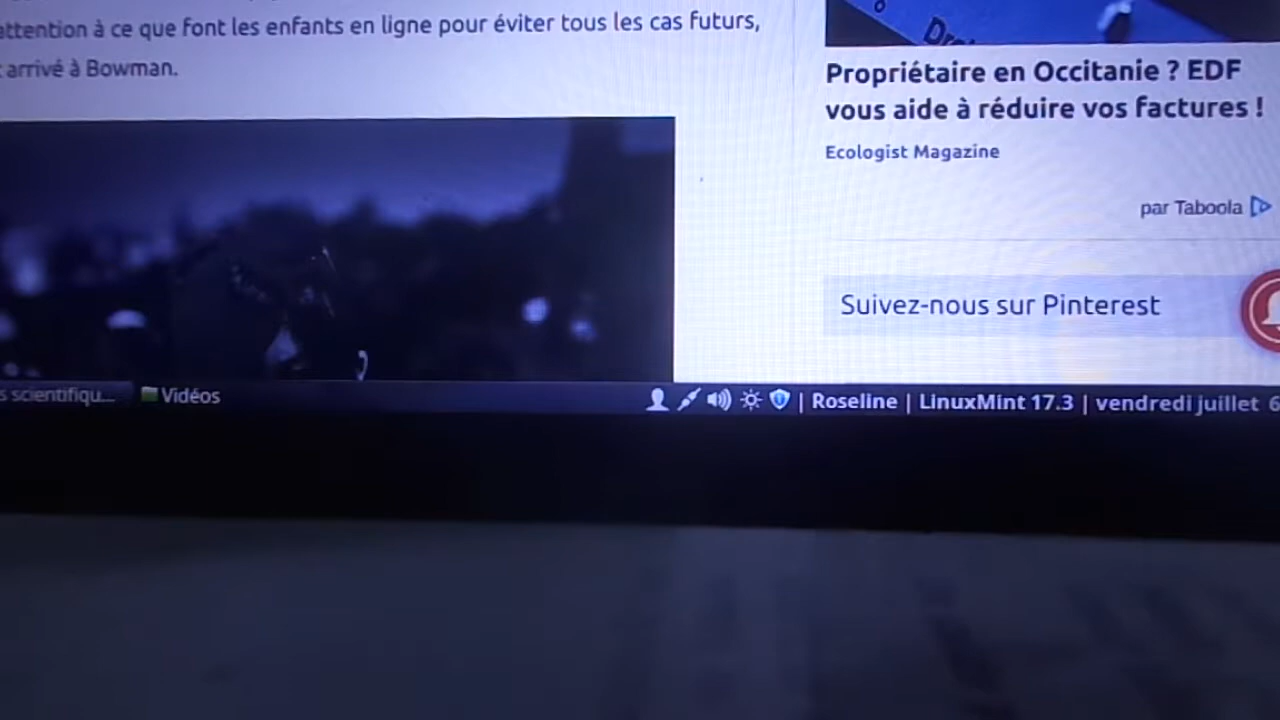 attention à ce que font les enfants en ligne pour éviter tous les cas futurs,
arrivé à Bowman.
Propriétaire en Occitanie ? EDF
vous aide à réduire vos factures !
Ecologist Magazine
par Taboola
Suivez-nous sur Pinterest
s scientifiqu... Vidéos | Roseline | LinuxMint 17.3 | vendredi juillet 6